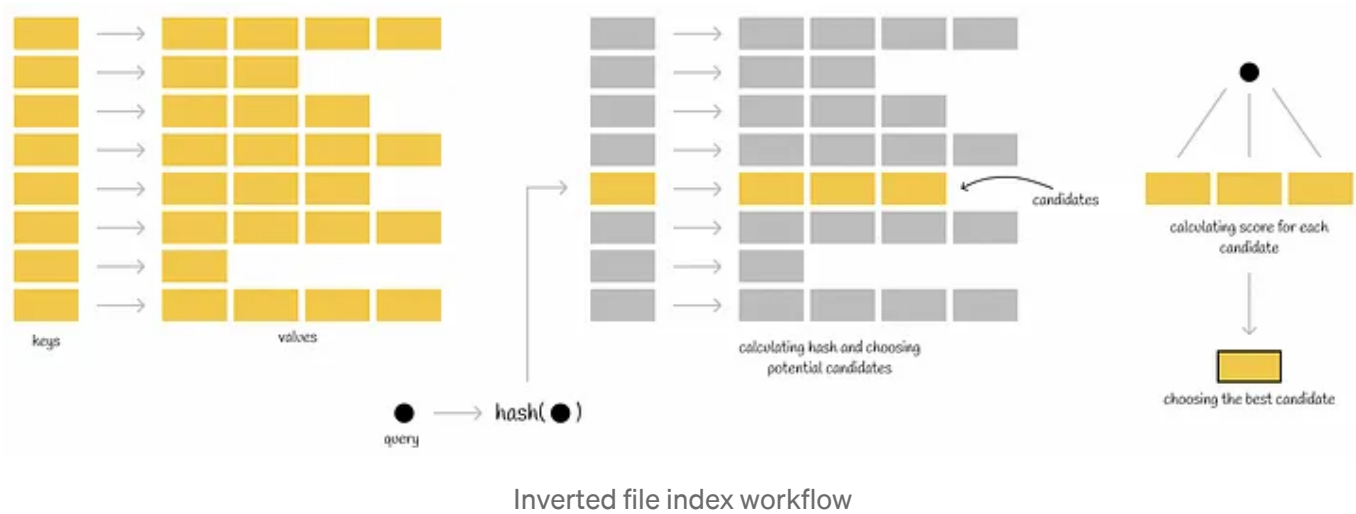 keys
values
query
hash( )
calculating hash and choosing
potential candidates
candidates
calculating score for each
candidate
choosing the best candidate
Inverted file index workflow